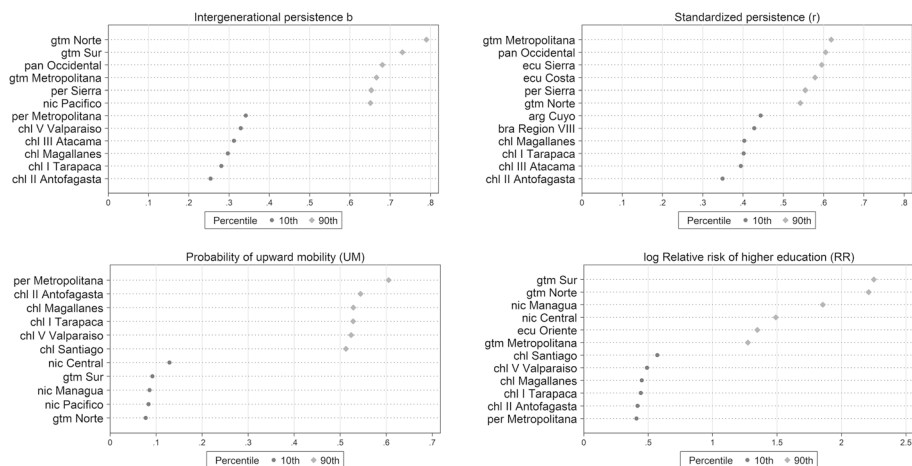 Intergenerational persistence b
gtm Norte
gtm Sur
pan Occidental
gtm Metropolitana
per Sierra
nic Pacifico
per Metropolitana
chl V Valparaiso
chl III Atacama
chl Magallanes
chl I Tarapaca
chl II Antofagasta
0 .1 .2 .3 .4 .5 .6 .7 .8
Percentile 10th 90th
Standardized persistence (r)
gtm Metropolitana
pan Occidental
ecu Sierra
ecu Costa
per Sierra
gtm Norte
arg Cuyo
bra Region VIII
chl Magallanes
chl I Tarapaca
chl III Atacama
chl II Antofagasta
0 .1 .2 .3 .4 .5 .6 .7 .8
Percentile 10th 90th
Probability of upward mobility (UM)
per Metropolitana
chl II Antofagasta
chl Magallanes
chl I Tarapaca
chl V Valparaiso
chl Santiago
nic Central
gtm Sur
nic Managua
nic Pacifico
gtm Norte
0 .1 .2 .3 .4 .5 .6 .7
Percentile 10th 90th
log Relative risk of higher education (RR)
gtm Sur
gtm Norte
nic Managua
nic Central
ecu Oriente
gtm Metropolitana
chl Santiago
chl V Valparaiso
chl Magallanes
chl I Tarapaca
chl II Antofagasta
per Metropolitana
0 .5 1 1.5 2 2.5
Percentile 10th 90th